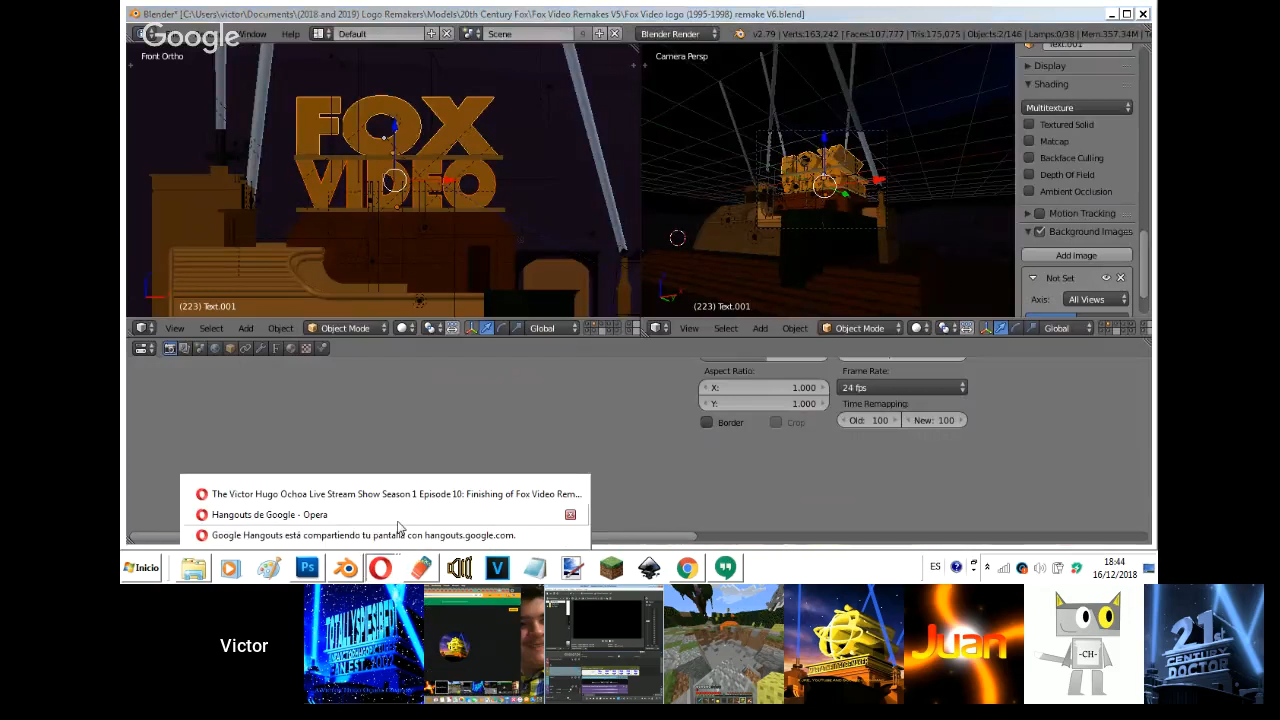 Blender* [C:\Users\victor\Documents\(2018 and 2019) Logo Remakers\Models\20th Century Fox\Fox Video Remakes V5\Fox Video logo (1995-1998) remake V6.blend]
Google
Window Help Default Scene 9 Blender Render v2.79 | Verts:163,242 | Faces:107,777 | Tris:175,075 | Objects:2/146 | Lamps:0/38 | Mem:357.34M
Front Ortho
Camera Persp
Text.001
Display
Shading
Multitexture
Textured Solid
Matcap
Backface Culling
Depth Of Field
Ambient Occlusion
Motion Tracking
Background Images
Add Image
Not Set
Axis: All Views
FOX
VIDEO
(223) Text.001
(223) Text.001
View Select Add Object Object Mode Global
View Select Add Object Object Mode Global
Aspect Ratio:
X: 1.000
Y: 1.000
Border Crop
Frame Rate:
24 fps
Time Remapping:
Old: 100 New: 100
The Victor Hugo Ochoa Live Stream Show Season 1 Episode 10: Finishing of Fox Video Rem...
Hangouts de Google - Opera
Google Hangouts está compartiendo tu pantalla con hangouts.google.com.
Inicio
Ps
V
ES
18:44
16/12/2018
Victor
Juan
-CH-
21st
CENTURY
DOCTOR